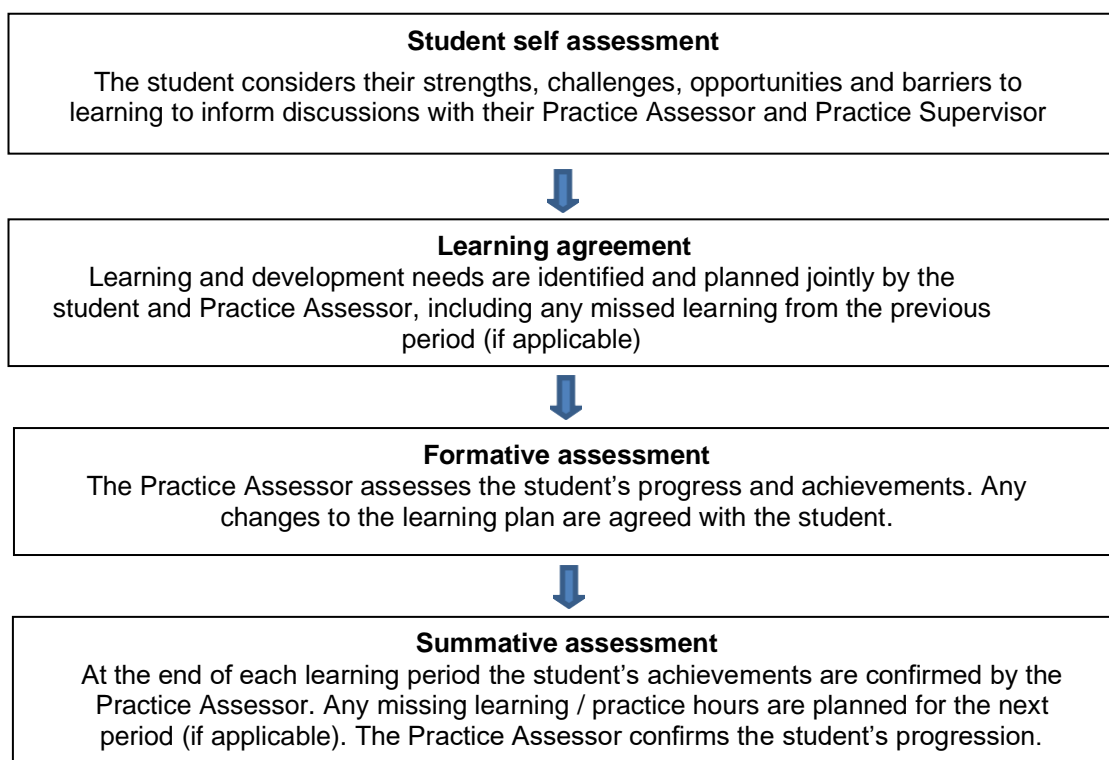 Student self assessment
The student considers their strengths, challenges, opportunities and barriers to
learning to inform discussions with their Practice Assessor and Practice Supervisor
Learning agreement
Learning and development needs are identified and planned jointly by the
student and Practice Assessor, including any missed learning from the previous
period (if applicable)
Formative assessment
The Practice Assessor assesses the student’s progress and achievements. Any
changes to the learning plan are agreed with the student.
Summative assessment
At the end of each learning period the student’s achievements are confirmed by the
Practice Assessor. Any missing learning / practice hours are planned for the next
period (if applicable). The Practice Assessor confirms the student’s progression.